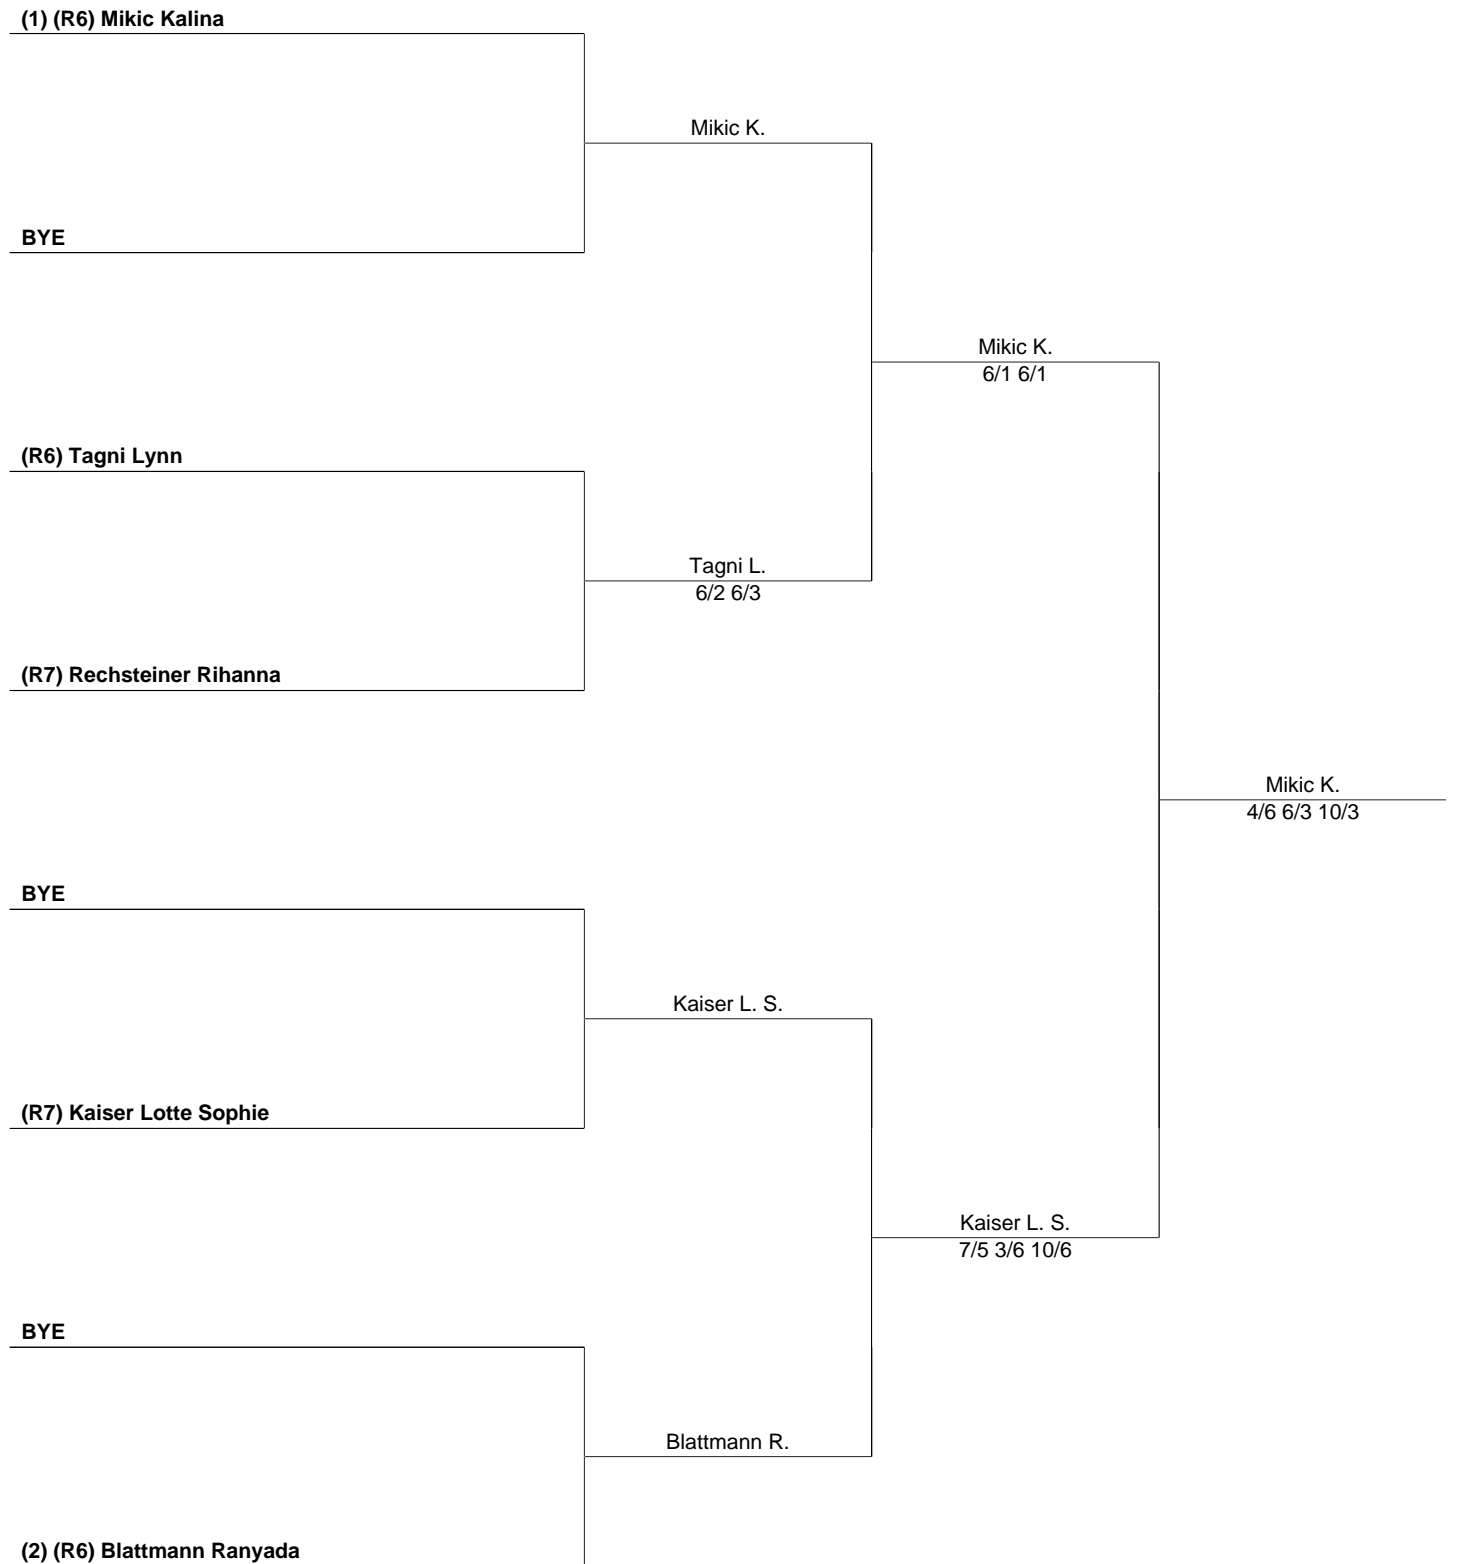 (1) (R6) Mikic Kalina
Mikic K.
BYE
Mikic K.
6/1 6/1
(R6) Tagni Lynn
Tagni L.
6/2 6/3
(R7) Rechsteiner Rihanna
Mikic K.
4/6 6/3 10/3
BYE
Kaiser L. S.
(R7) Kaiser Lotte Sophie
Kaiser L. S.
7/5 3/6 10/6
BYE
Blattmann R.
(2) (R6) Blattmann Ranyada